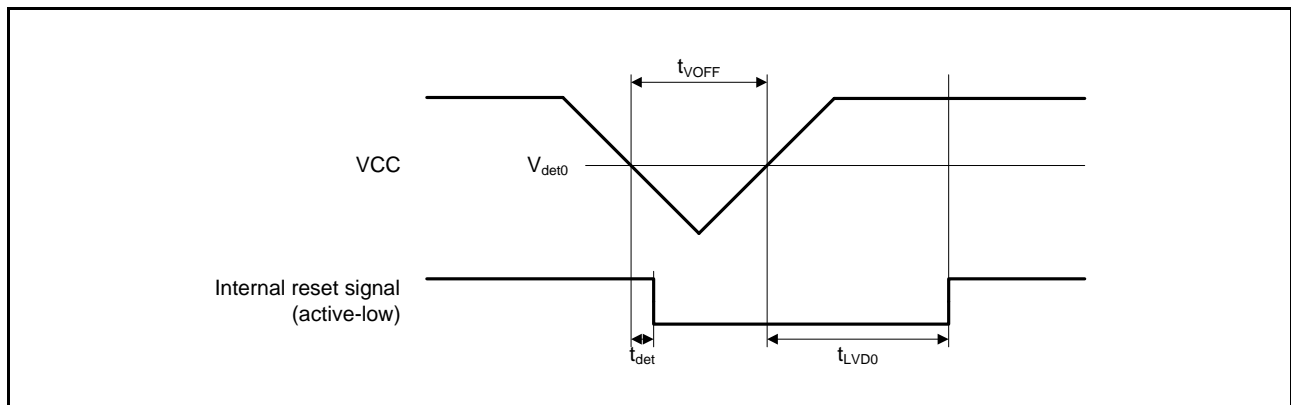 tVOFF
VCC
Vdet0
Internal reset signal
(active-low)
tdet
tLVD0